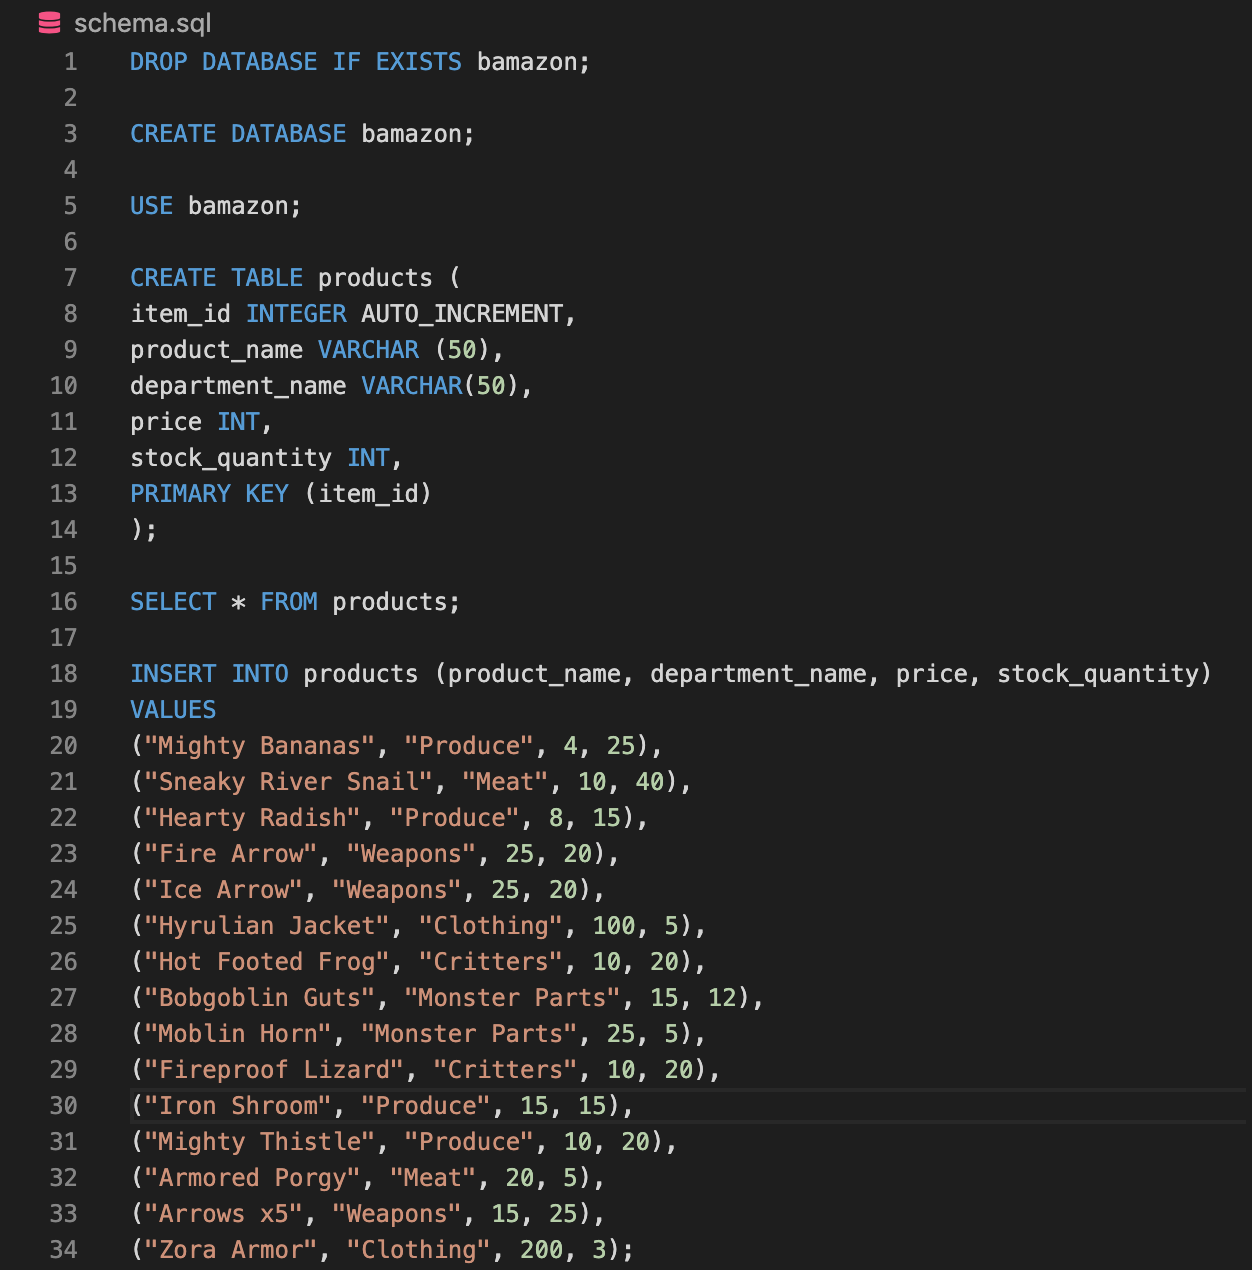 schema.sql
1 DROP DATABASE IF EXISTS bamazon;
2
3 CREATE DATABASE bamazon;
4
5 USE bamazon;
6
7 CREATE TABLE products (
8 item_id INTEGER AUTO_INCREMENT,
9 product_name VARCHAR (50),
10 department_name VARCHAR(50),
11 price INT,
12 stock_quantity INT,
13 PRIMARY KEY (item_id)
14 );
15
16 SELECT * FROM products;
17
18 INSERT INTO products (product_name, department_name, price, stock_quantity)
19 VALUES
20 ("Mighty Bananas", "Produce", 4, 25),
21 ("Sneaky River Snail", "Meat", 10, 40),
22 ("Hearty Radish", "Produce", 8, 15),
23 ("Fire Arrow", "Weapons", 25, 20),
24 ("Ice Arrow", "Weapons", 25, 20),
25 ("Hyrulian Jacket", "Clothing", 100, 5),
26 ("Hot Footed Frog", "Critters", 10, 20),
27 ("Bobgoblin Guts", "Monster Parts", 15, 12),
28 ("Moblin Horn", "Monster Parts", 25, 5),
29 ("Fireproof Lizard", "Critters", 10, 20),
30 ("Iron Shroom", "Produce", 15, 15),
31 ("Mighty Thistle", "Produce", 10, 20),
32 ("Armored Porgy", "Meat", 20, 5),
33 ("Arrows x5", "Weapons", 15, 25),
34 ("Zora Armor", "Clothing", 200, 3);